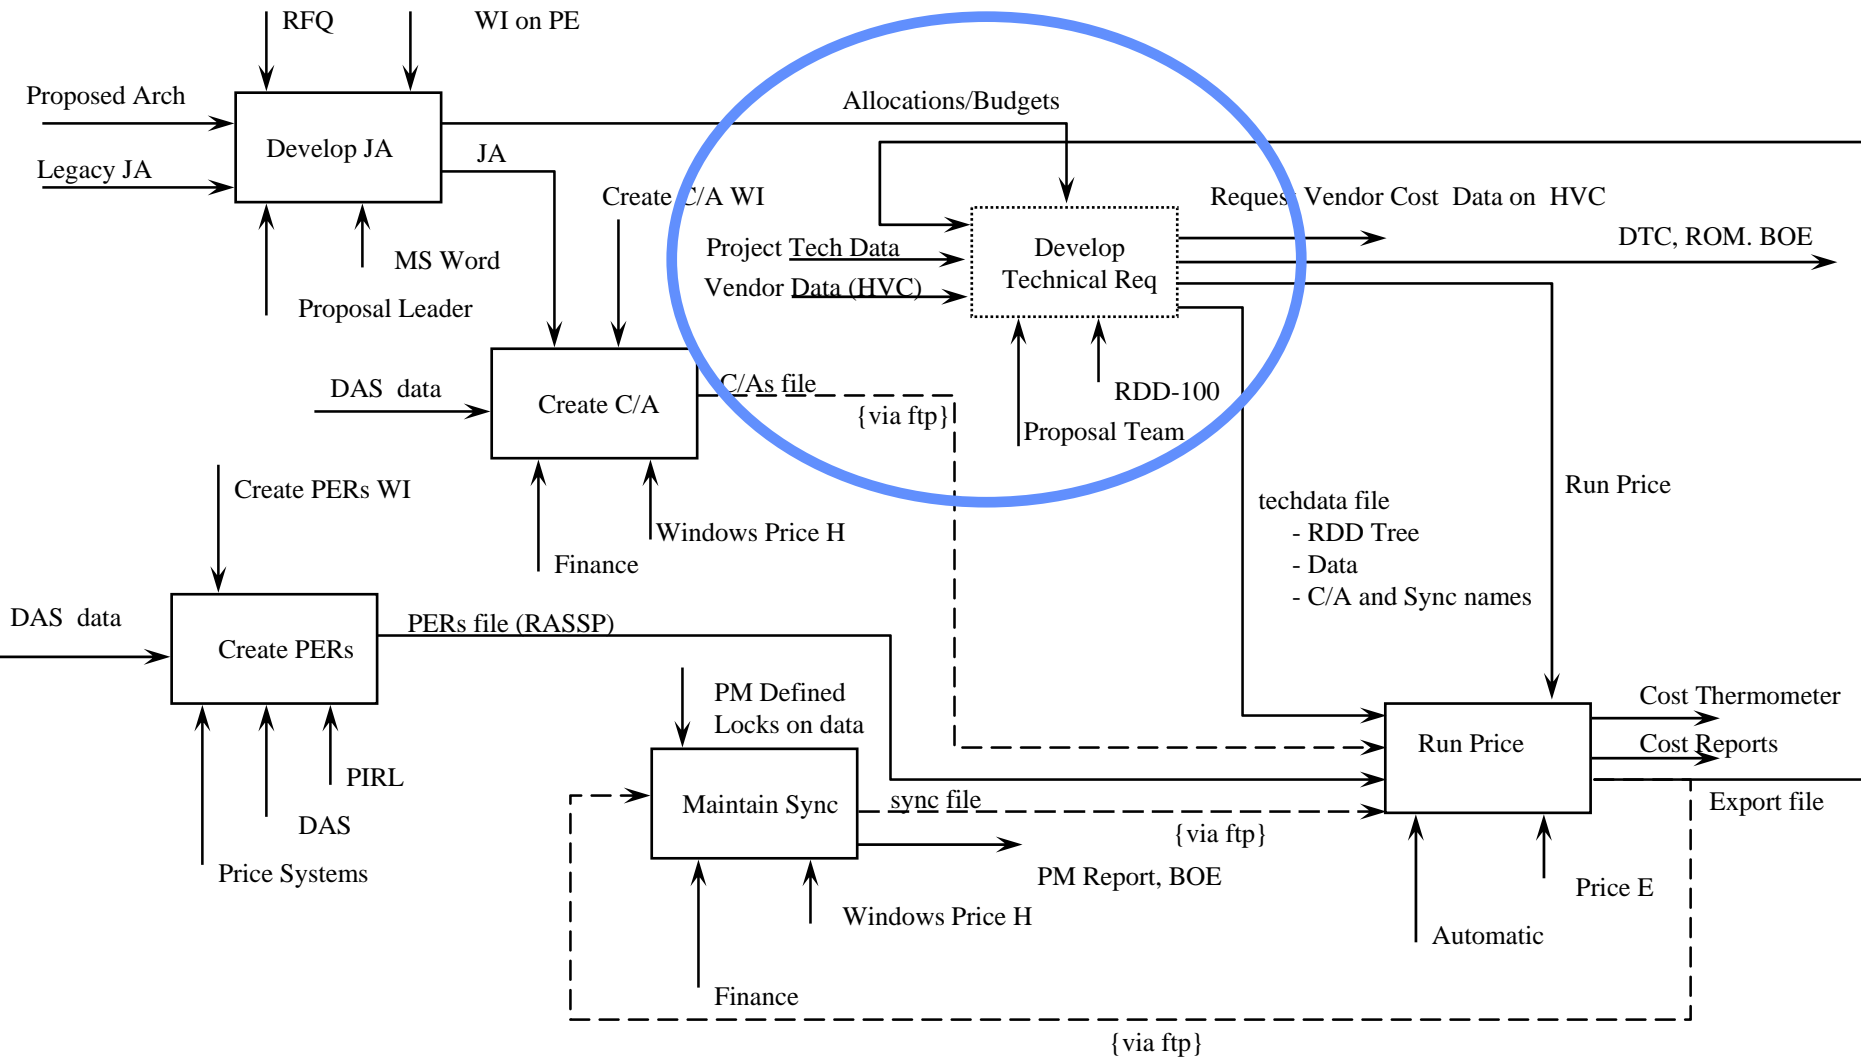 RFQ
WI on PE
Proposed Arch
Allocations/Budgets
Develop JA
JA
Legacy JA
Create C/A WI
Request Vendor Cost Data on HVC
MS Word
Project Tech Data
Develop
Technical Req
DTC, ROM. BOE
Vendor Data (HVC)
Proposal Leader
DAS data
Create C/A
C/As file
{via ftp}
RDD-100
Proposal Team
Create PERs WI
Windows Price H
Finance
techdata file
- RDD Tree
- Data
- C/A and Sync names
Run Price
DAS data
Create PERs
PERs file (RASSP)
PM Defined
Locks on data
Cost Thermometer
Run Price
Cost Reports
PIRL
Maintain Sync
sync file
Export file
DAS
{via ftp}
Price Systems
PM Report, BOE
Price E
Windows Price H
Automatic
Finance
{via ftp}